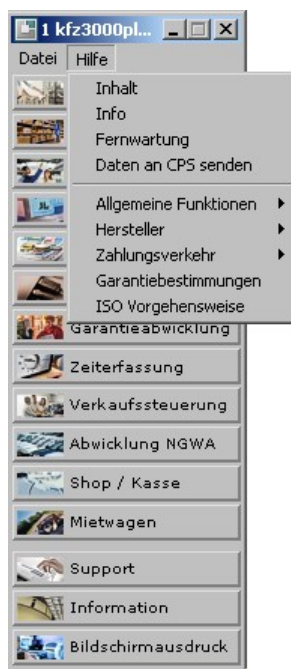 1 kfz3000pl...
Datei Hilfe
Inhalt
Info
Fernwartung
Daten an CPS senden
Allgemeine Funktionen
Hersteller
Zahlungsverkehr
Garantiebestimmungen
ISO Vorgehensweise
Garantieabwicklung
Zeiterfassung
Verkaufssteuerung
Abwicklung NGWA
Shop / Kasse
Mietwagen
Support
Information
Bildschirmausdruck